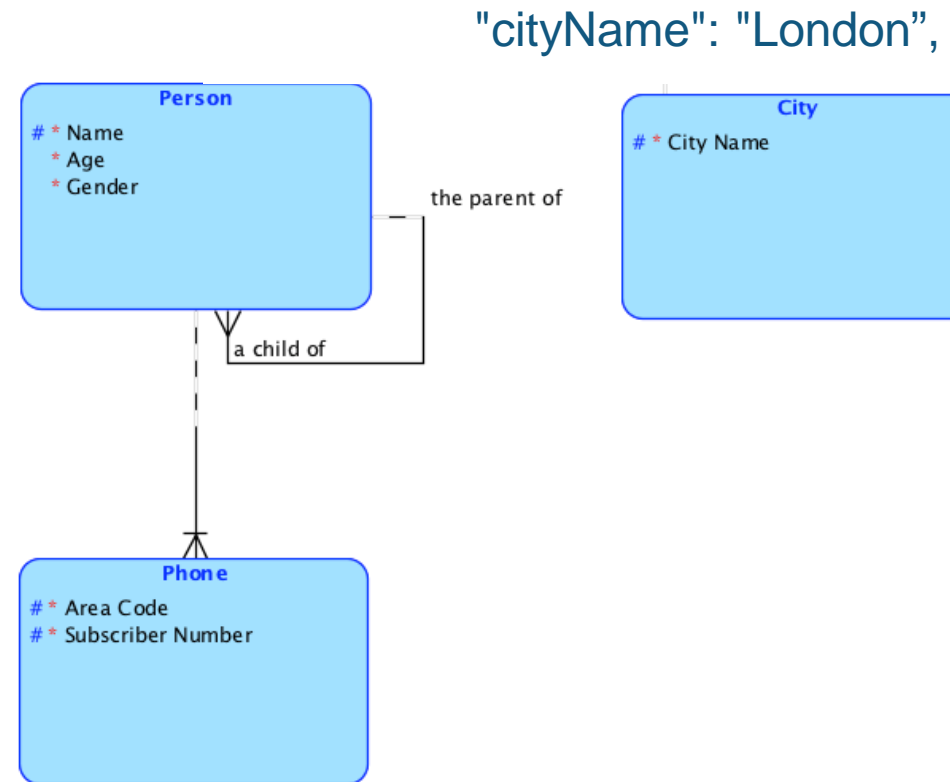 "cityName": "London”,
Person
# * Name
* Age
* Gender
the parent of
a child of
City
# * City Name
Phone
# * Area Code
# * Subscriber Number